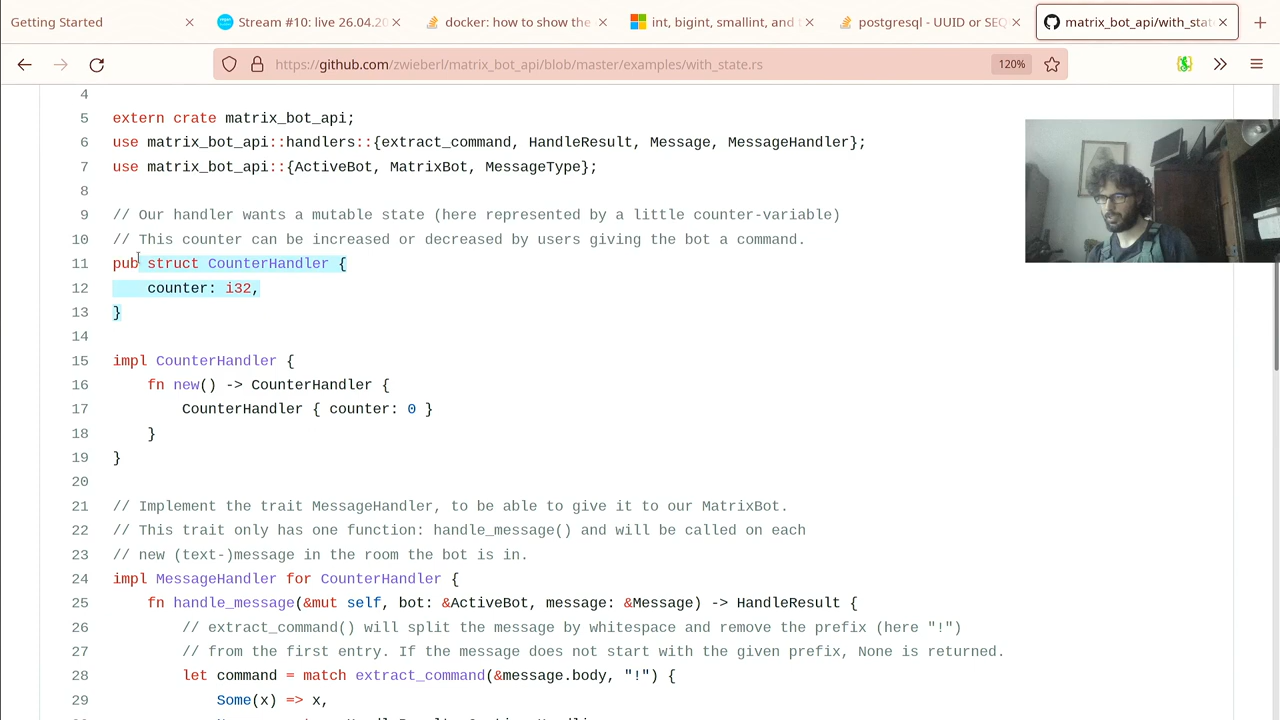 Getting Started
Stream #10: live 26.04.20
docker: how to show the
int, bigint, smallint, and t
postgresql - UUID or SEQ
matrix_bot_api/with_stat
https://github.com/zwieberl/matrix_bot_api/blob/master/examples/with_state.rs
120%
4
5 extern crate matrix_bot_api;
6 use matrix_bot_api::handlers::{extract_command, HandleResult, Message, MessageHandler};
7 use matrix_bot_api::{ActiveBot, MatrixBot, MessageType};
8
9 // Our handler wants a mutable state (here represented by a little counter-variable)
10 // This counter can be increased or decreased by users giving the bot a command.
11 pub struct CounterHandler {
12 counter: i32,
13 }
14
15 impl CounterHandler {
16 fn new() -> CounterHandler {
17 CounterHandler { counter: 0 }
18 }
19 }
20
21 // Implement the trait MessageHandler, to be able to give it to our MatrixBot.
22 // This trait only has one function: handle_message() and will be called on each
23 // new (text-)message in the room the bot is in.
24 impl MessageHandler for CounterHandler {
25 fn handle_message(&mut self, bot: &ActiveBot, message: &Message) -> HandleResult {
26 // extract_command() will split the message by whitespace and remove the prefix (here "!")
27 // from the first entry. If the message does not start with the given prefix, None is returned.
28 let command = match extract_command(&message.body, "!") {
29 Some(x) => x,